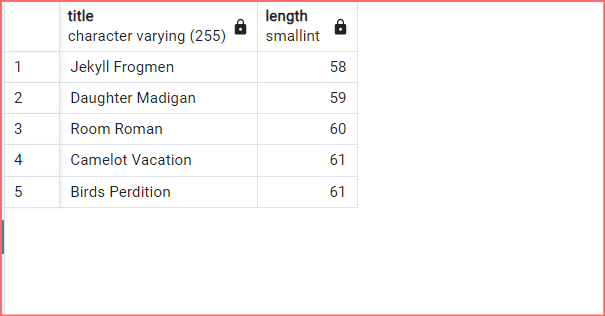 title length
character varying (255) smallint
1 Jekyll Frogmen 58
2 Daughter Madigan 59
3 Room Roman 60
4 Camelot Vacation 61
5 Birds Perdition 61